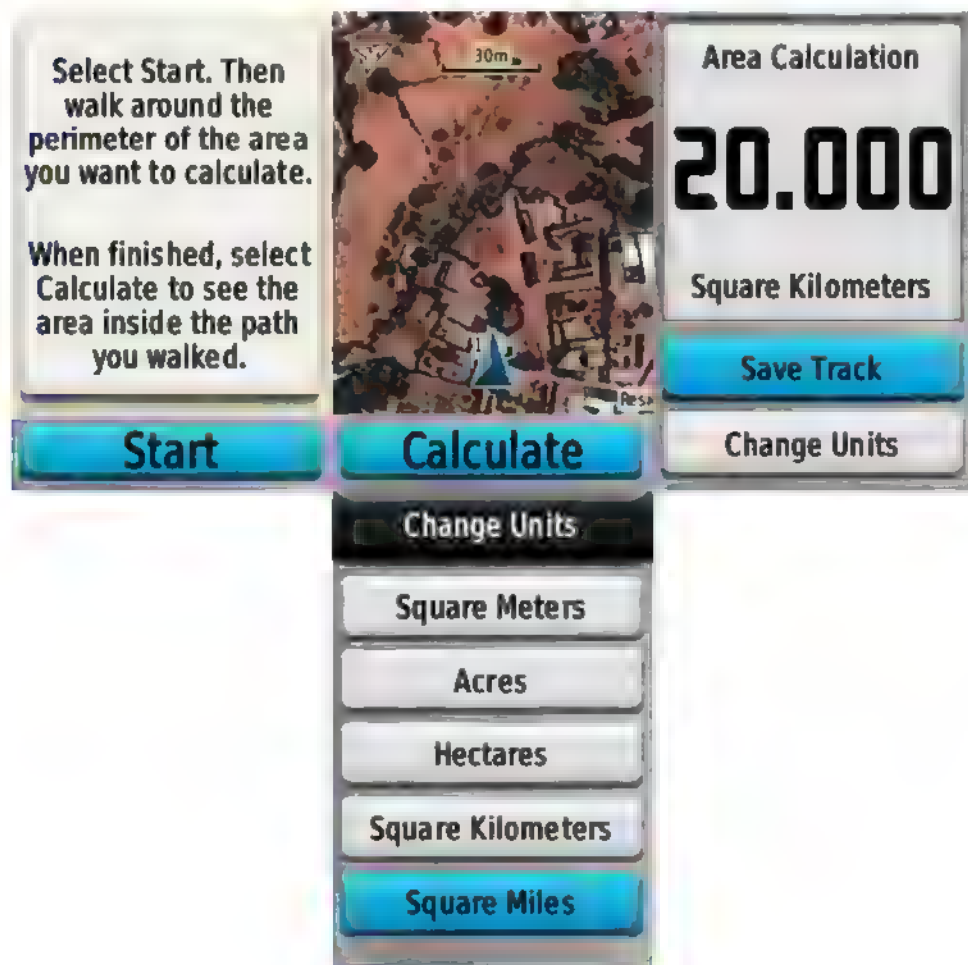 Select Start. Then
walk around the
perimeter of the area
you want to calculate.
When finished, select
Calculate to see the
area inside the path
you walked.
Start
30m
Calculate
Area Calculation
20.000
Square Kilometers
Save Track
Change Units
Change Units
Square Meters
Acres
Hectares
Square Kilometers
Square Miles